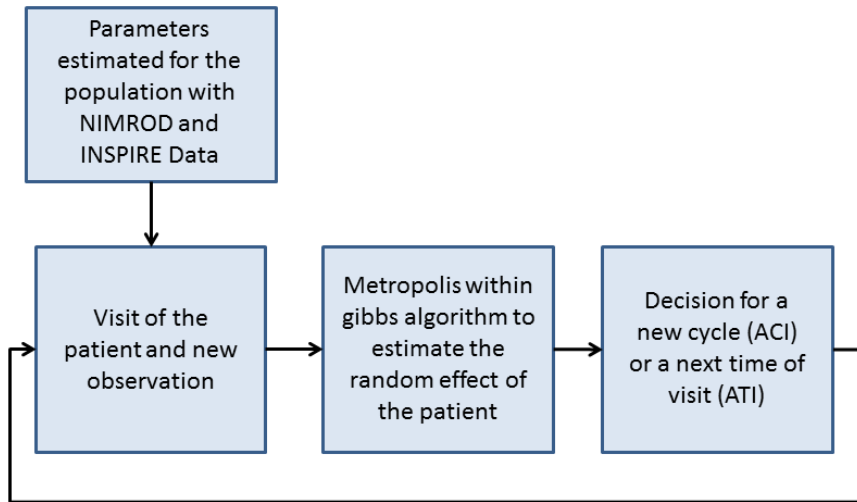 Parameters
estimated for the
population with
NIMROD and
INSPIRE Data
Visit of the
patient and new
observation
Metropolis within
gibbs algorithm to
estimate the
random effect of
the patient
Decision for a
new cycle (ACI)
or a next time of
visit (ATI)